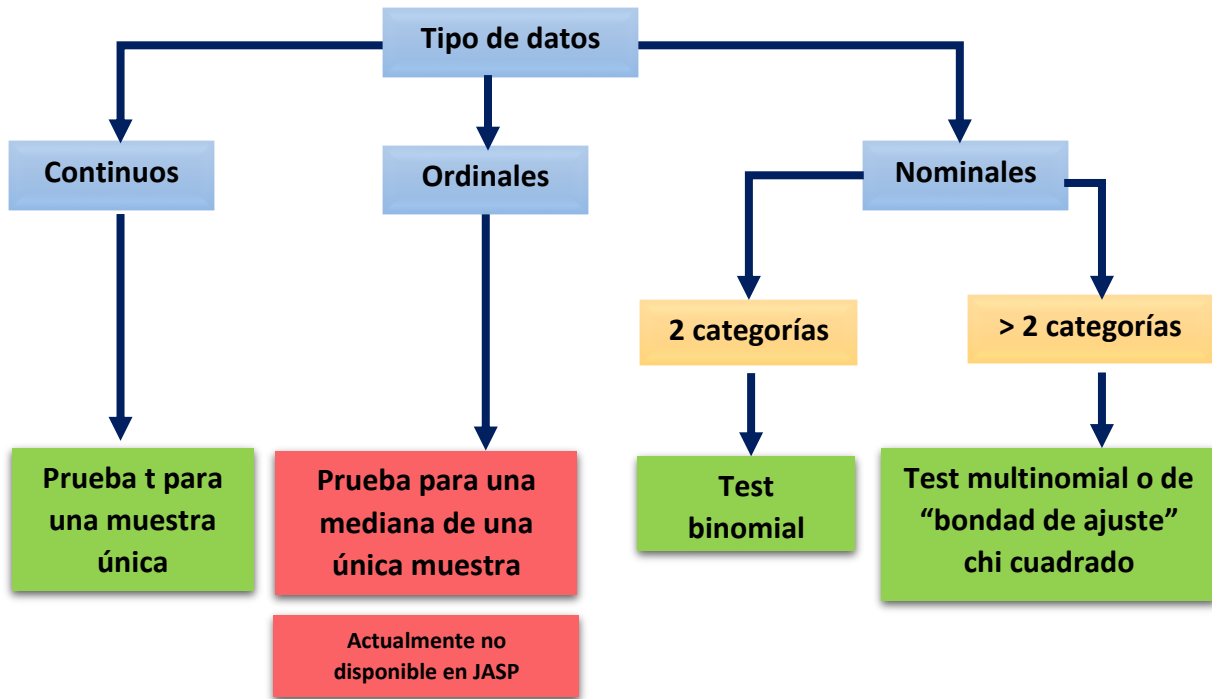 Tipo de datos
Continuos
Ordinales
Nominales
2 categorías
> 2 categorías
Prueba t para
una muestra
única
Prueba para una
mediana de una
única muestra
Test
binomial
Test multinomial o de
“bondad de ajuste”
chi cuadrado
Actualmente no
disponible en JASP